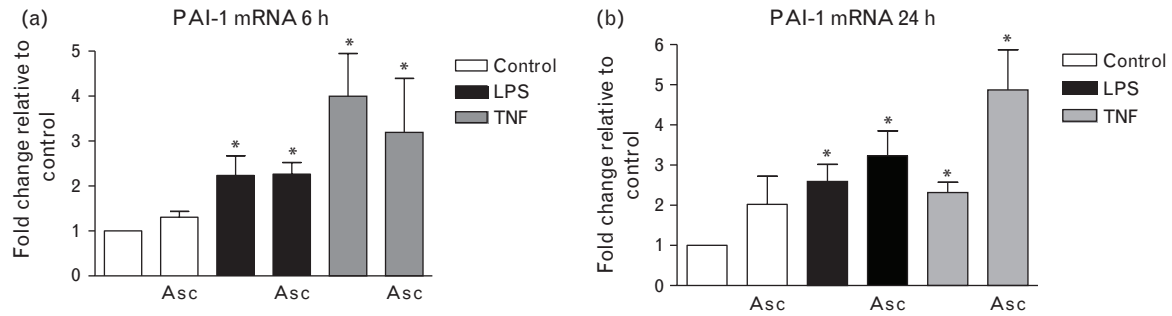 (a)
PAI-1 mRNA 6 h
Fold change relative to
control
5
4
3
2
1
0
*
*
*
*
Asc
Asc
Asc
Control
LPS
TNF
(b)
PAI-1 mRNA 24 h
Fold change relative to
control
6
5
4
3
2
1
0
*
*
*
*
Asc
Asc
Asc
Control
LPS
TNF